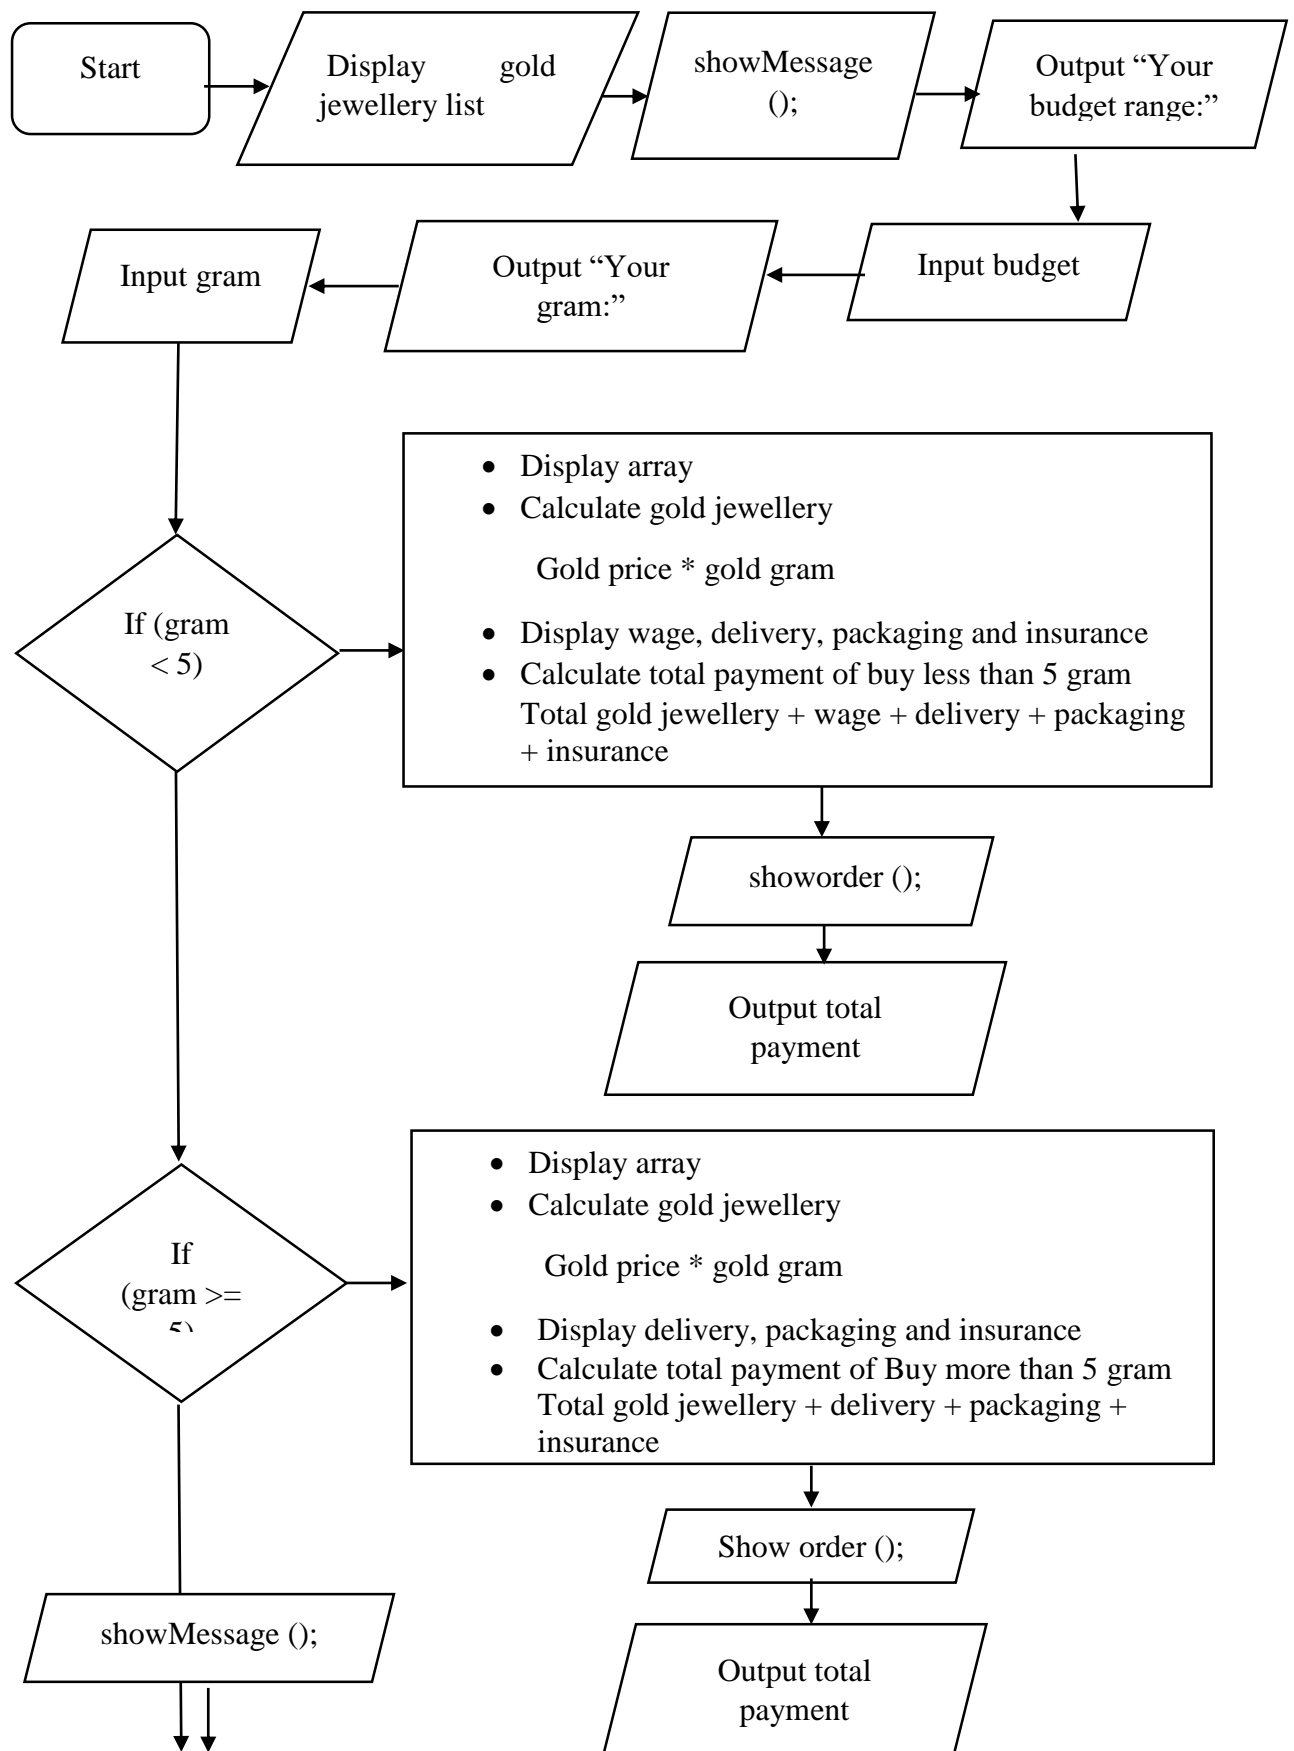 Start
Display gold
jewellery list
showMessage
();
Output “Your
budget range:”
Input budget
Output “Your
gram:”
Input gram
If (gram
< 5)
• Display array
• Calculate gold jewellery
Gold price * gold gram
• Display wage, delivery, packaging and insurance
• Calculate total payment of buy less than 5 gram
Total gold jewellery + wage + delivery + packaging
+ insurance
showorder ();
Output total
payment
If
(gram >=
5)
• Display array
• Calculate gold jewellery
Gold price * gold gram
• Display delivery, packaging and insurance
• Calculate total payment of Buy more than 5 gram
Total gold jewellery + delivery + packaging +
insurance
Show order ();
Output total
payment
showMessage ();